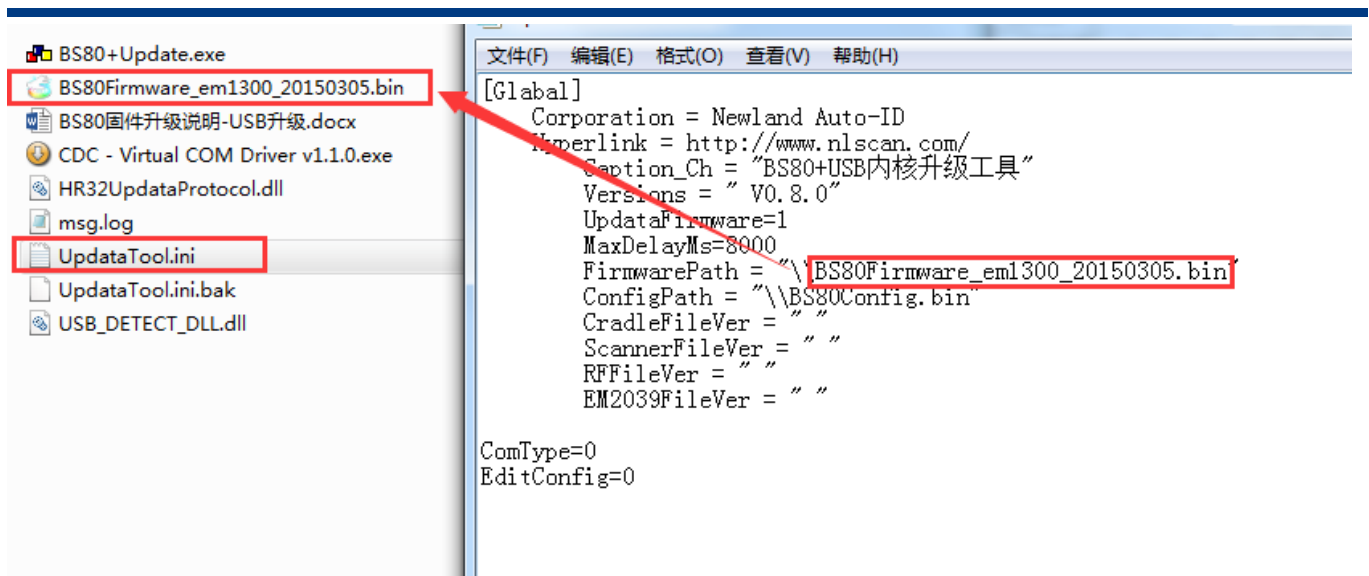 BS80+Update.exe
BS80Firmware_em1300_20150305.bin
BS80固件升级说明-USB升级.docx
CDC - Virtual COM Driver v1.1.0.exe
HR32UpdataProtocol.dll
msg.log
UpdataTool.ini
UpdataTool.ini.bak
USB_DETECT_DLL.dll
文件(F) 编辑(E) 格式(O) 查看(V) 帮助(H)
[Global]
Corporation = Newland Auto-ID
Hyperlink = http://www.nlscan.com/
Caption_Ch = "BS80+USB内核升级工具"
Versions = " V0.8.0"
UpdataFirmware=1
MaxDelayMs=8000
FirmwarePath = "\\BS80Firmware_em1300_20150305.bin"
ConfigPath = "\\BS80Config.bin"
CradleFileVer = " "
ScannerFileVer = " "
RFFileVer = " "
EM2039FileVer = " "
ComType=0
EditConfig=0